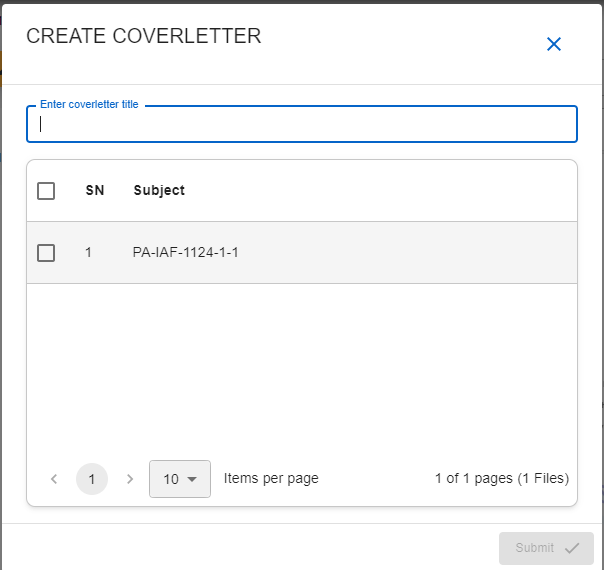 CREATE COVERLETTER
Enter coverletter title
SN Subject
1 PA-IAF-1124-1-1
1 10 Items per page 1 of 1 pages (1 Files)
Submit